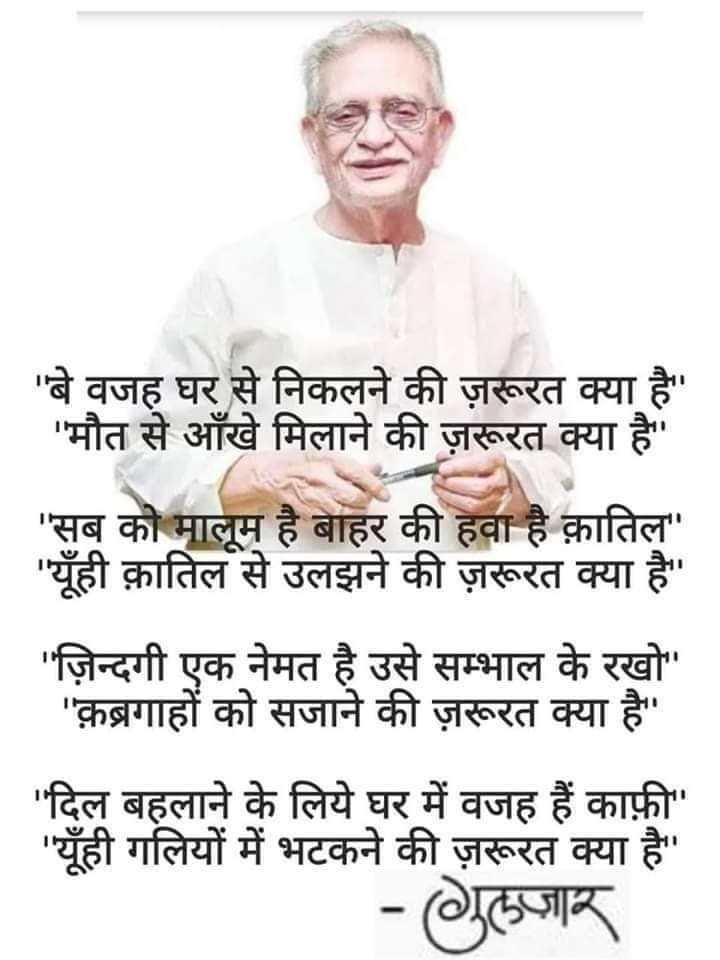 "बे वजह घर से निकलने की ज़रूरत क्या है"
"मौत से आँखे मिलाने की ज़रूरत क्या है"
"सब को मालूम है बाहर की हवा है क़ातिल"
"यूँही क़ातिल से उलझने की ज़रूरत क्या है"
"ज़िन्दगी एक नेमत है उसे सम्भाल के रखो"
"क़ब्रगाहों को सजाने की ज़रूरत क्या है"
"दिल बहलाने के लिये घर में वजह हैं काफ़ी"
"यूँही गलियों में भटकने की ज़रूरत क्या है"
- गुलज़ार